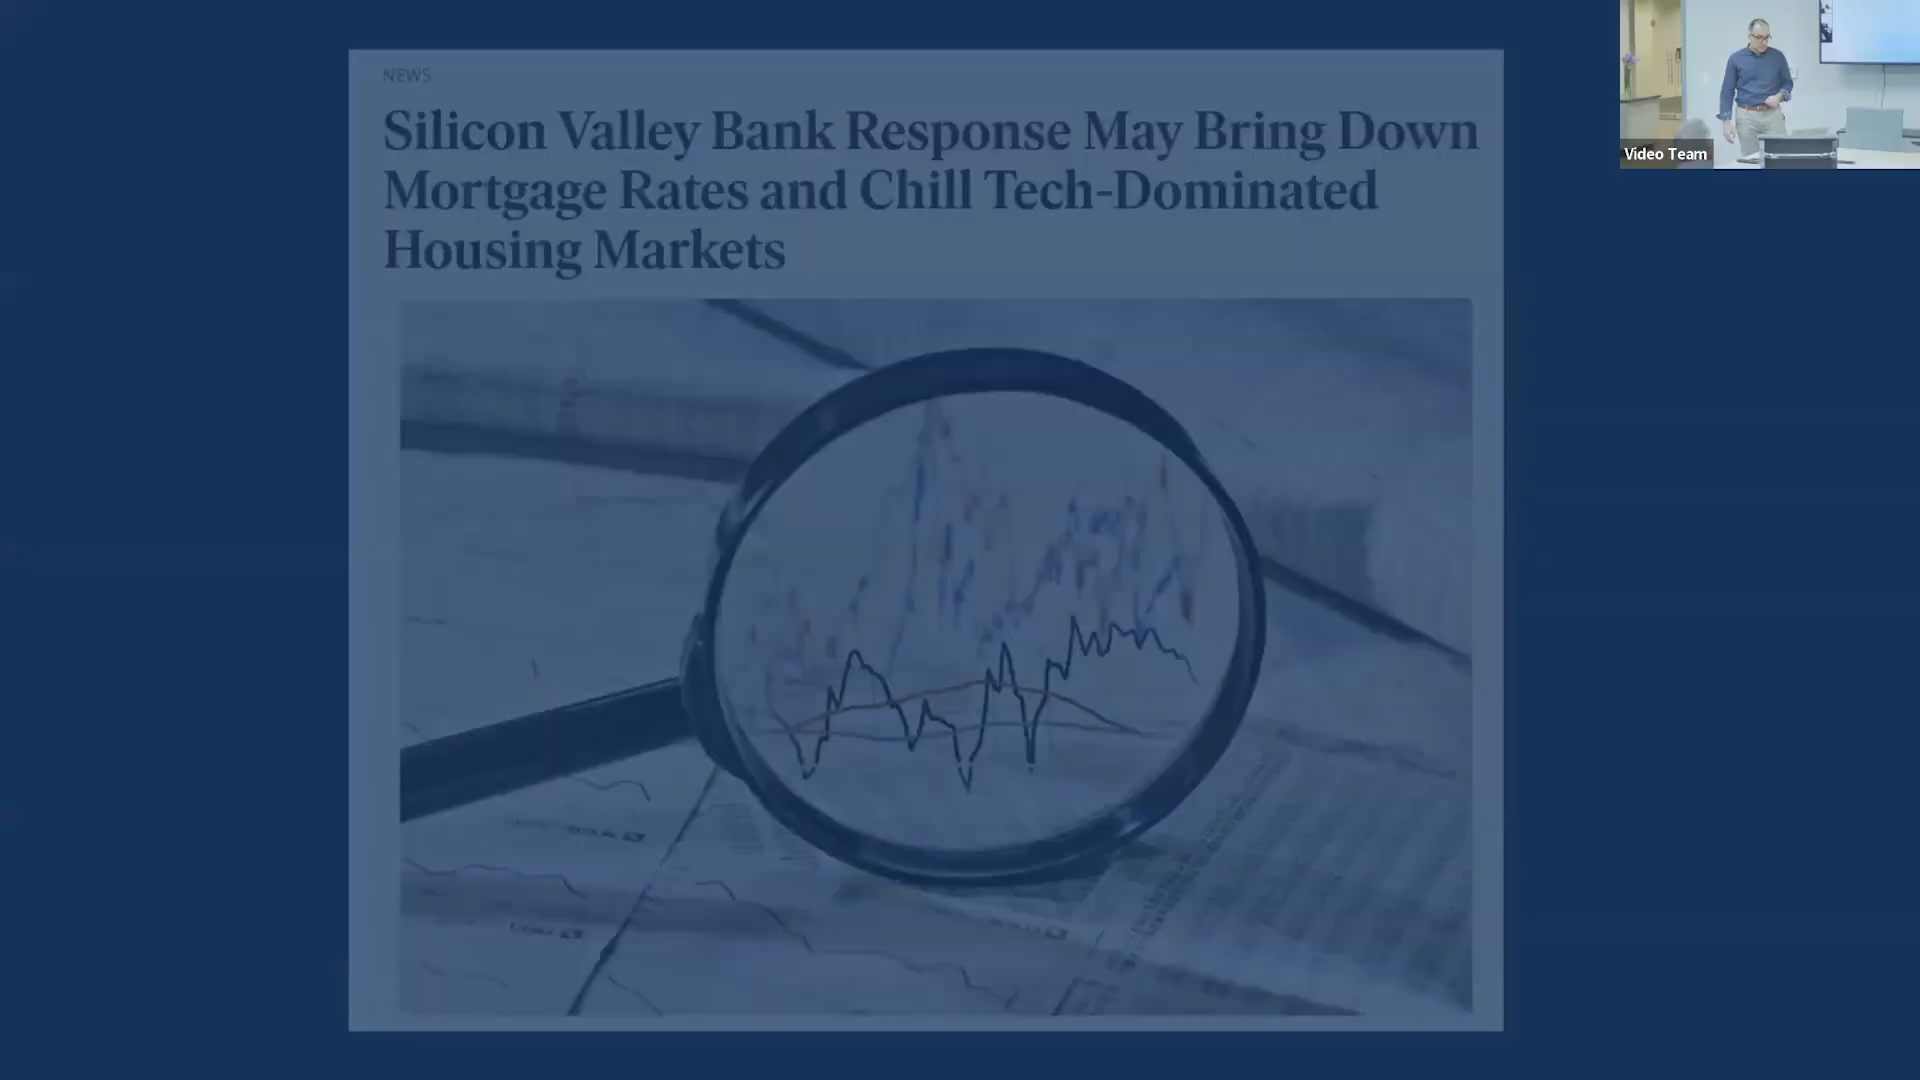 NEWS
Silicon Valley Bank Response May Bring Down
Mortgage Rates and Chill Tech-Dominated
Housing Markets
Video Team